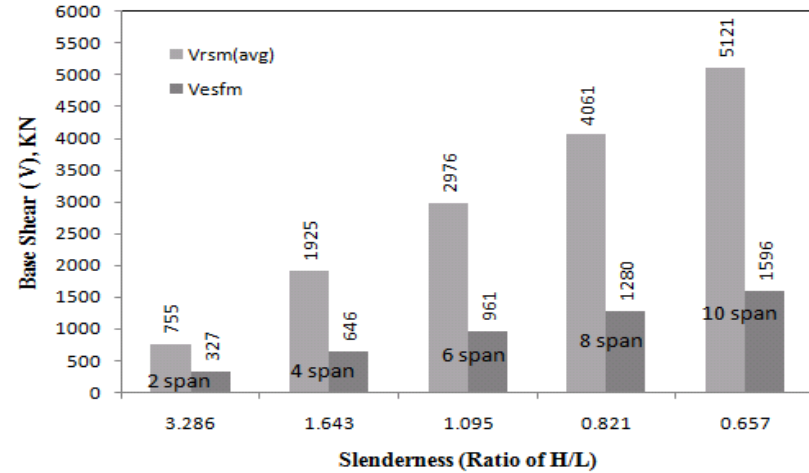 6000
5500
5000
4500
4000
3500
3000
2500
2000
1500
1000
500
0
Base Shear ( V), KN
Vrsm(avg)
Vesfm
755
327
2 span
1925
646
4 span
2976
961
6 span
4061
1280
8 span
5121
1596
10 span
3.286 1.643 1.095 0.821 0.657
Slenderness (Ratio of H/L)